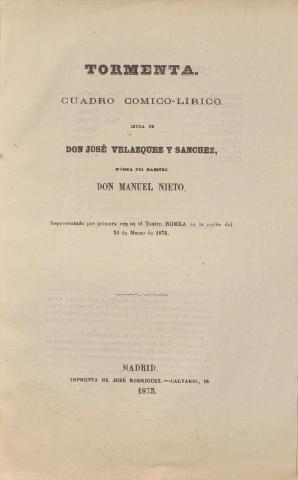 TORMENTA.
CUADRO COMICO-LÍRICO.
LETRA DE
DON JOSÉ VELAZQUEZ Y SANCHEZ,
MÚSICA DEL MAESTRO
DON MANUEL NIETO.
Representado por primera vez en el Teatro ROMEA en la noche del
31 de Marzo de 1875.
MADRID.
IMPRENTA DE JOSÉ RODRIGUEZ.—CALVARIO, 18.
1875.